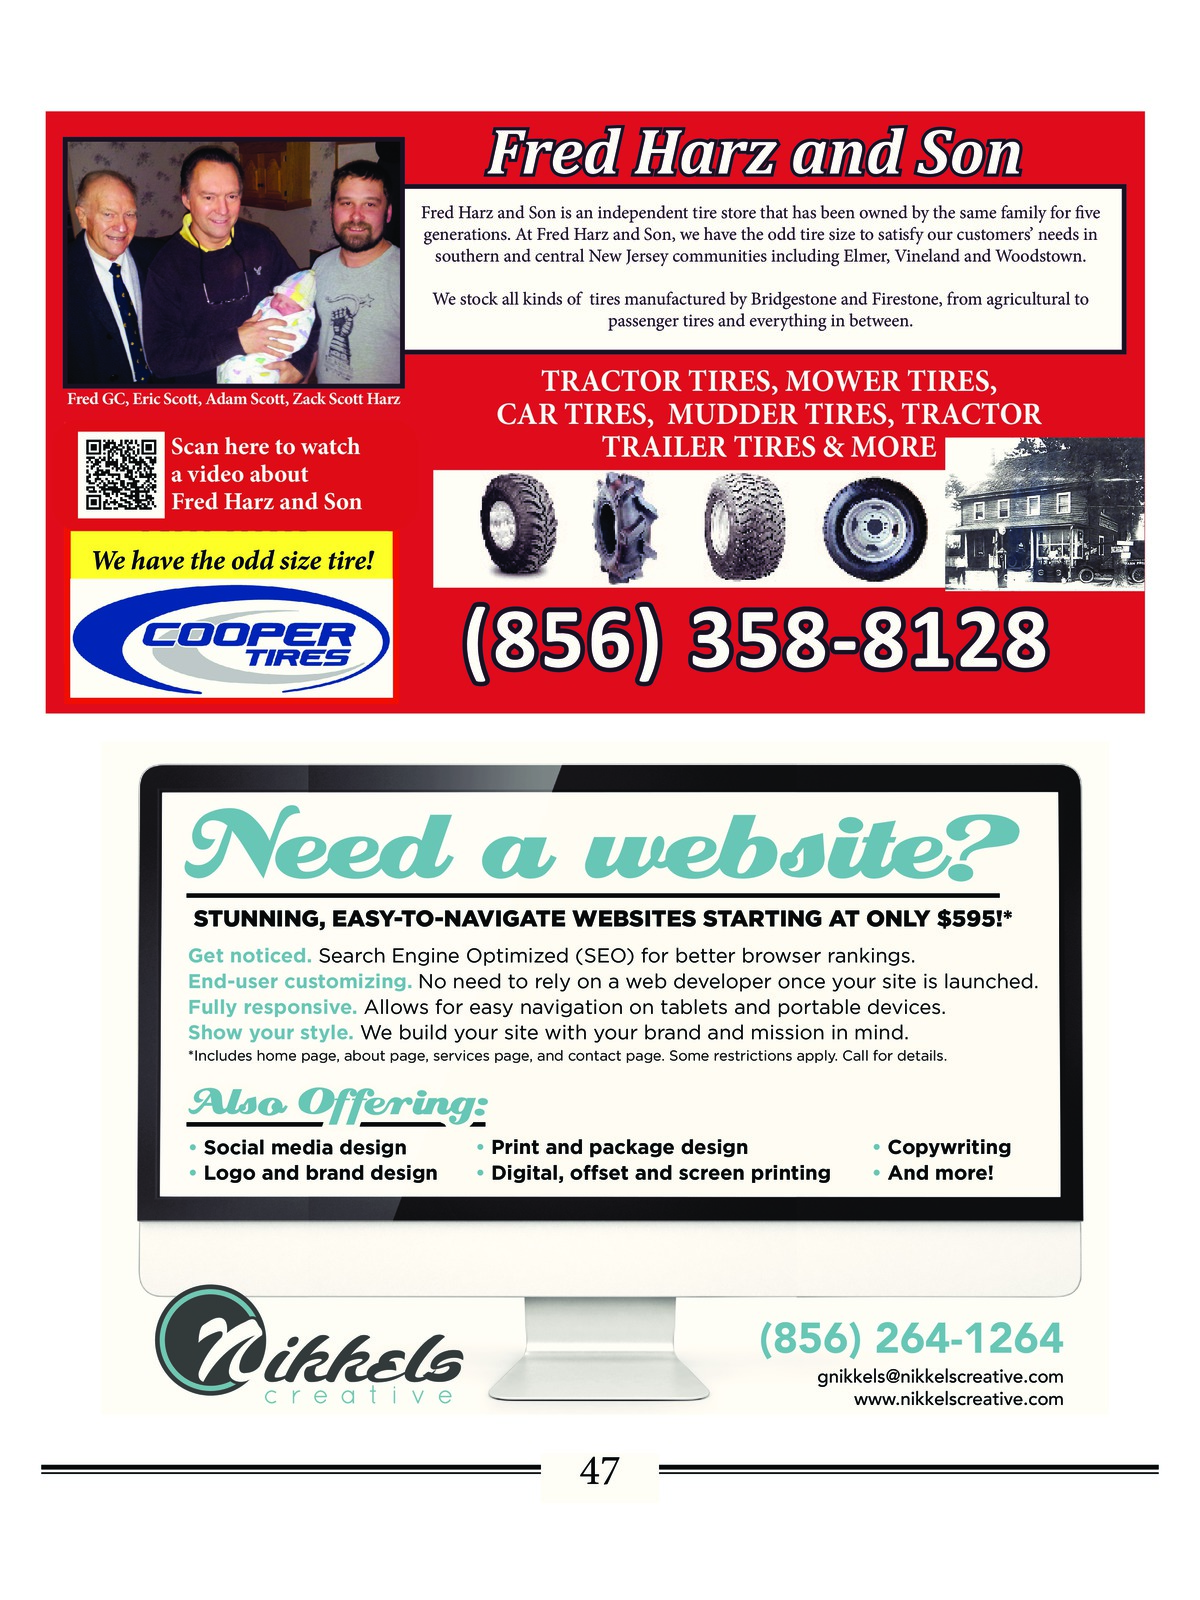 Fred Harz and Son
Fred Harz and Son is an independent tire store that has been owned by the same family for five
generations. At Fred Harz and Son, we have the odd tire size to satisfy our customers' needs in
southern and central New Jersey communities including Elmer, Vineland and Woodstown.
We stock all kinds of tires manufactured by Bridgestone and Firestone, from agricultural to
passenger tires and everything in between.
Fred GC, Eric Scott, Adam Scott, Zack Scott Harz
TRACTOR TIRES, MOWER TIRES,
CAR TIRES, MUDDER TIRES, TRACTOR
TRAILER TIRES & MORE
Scan here to watch
a video about
Fred Harz and Son
We have the odd size tire!
COOPER
TIRES
(856) 358-8128
Need a website?
STUNNING, EASY-TO-NAVIGATE WEBSITES STARTING AT ONLY $595!*
Get noticed. Search Engine Optimized (SEO) for better browser rankings.
End-user customizing. No need to rely on a web developer once your site is launched.
Fully responsive. Allows for easy navigation on tablets and portable devices.
Show your style. We build your site with your brand and mission in mind.
*Includes home page, about page, services page, and contact page. Some restrictions apply. Call for details.
Also Offering:
• Social media design
• Logo and brand design
• Print and package design
• Digital, offset and screen printing
• Copywriting
• And more!
Nikkels
creative
(856) 264-1264
gnikkels@nikkelscreative.com
www.nikkelscreative.com
47